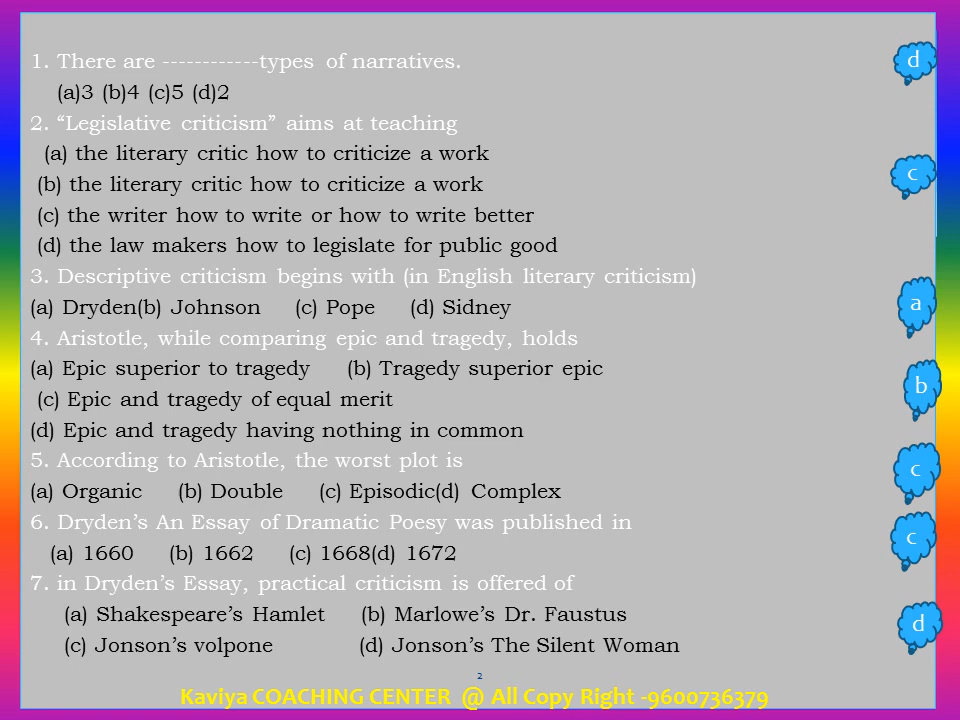 1. There are ------------types of narratives.
d
(a)3 (b)4 (c)5 (d)2
2. “Legislative criticism” aims at teaching
(a) the literary critic how to criticize a work
c
(b) the literary critic how to criticize a work
(c) the writer how to write or how to write better
(d) the law makers how to legislate for public good
3. Descriptive criticism begins with (in English literary criticism)
a
(a) Dryden(b) Johnson (c) Pope (d) Sidney
4. Aristotle, while comparing epic and tragedy, holds
(a) Epic superior to tragedy (b) Tragedy superior epic
b
(c) Epic and tragedy of equal merit
(d) Epic and tragedy having nothing in common
5. According to Aristotle, the worst plot is
c
(a) Organic (b) Double (c) Episodic(d) Complex
6. Dryden’s An Essay of Dramatic Poesy was published in
c
(a) 1660 (b) 1662 (c) 1668(d) 1672
7. in Dryden’s Essay, practical criticism is offered of
(a) Shakespeare’s Hamlet (b) Marlowe’s Dr. Faustus
d
(c) Jonson’s volpone (d) Jonson’s The Silent Woman
2
Kaviya COACHING CENTER @ All Copy Right -9600736379